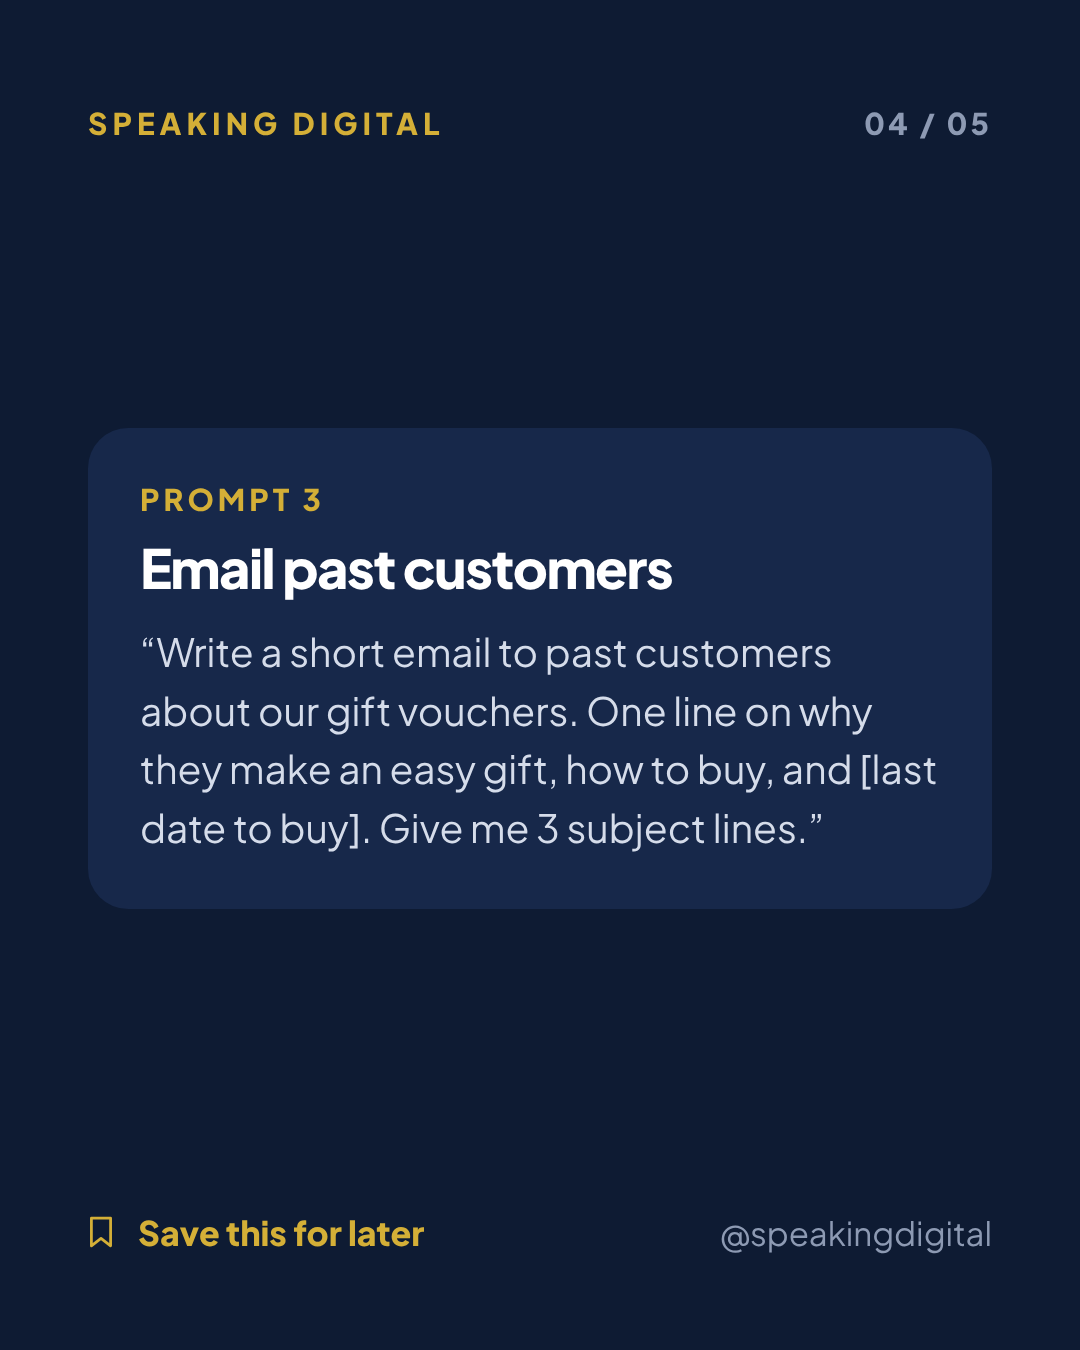 SPEAKING DIGITAL
04 / 05
PROMPT 3
Email past customers
“Write a short email to past customers
about our gift vouchers. One line on why
they make an easy gift, how to buy, and [last
date to buy]. Give me 3 subject lines.”
Save this for later
@speakingdigital